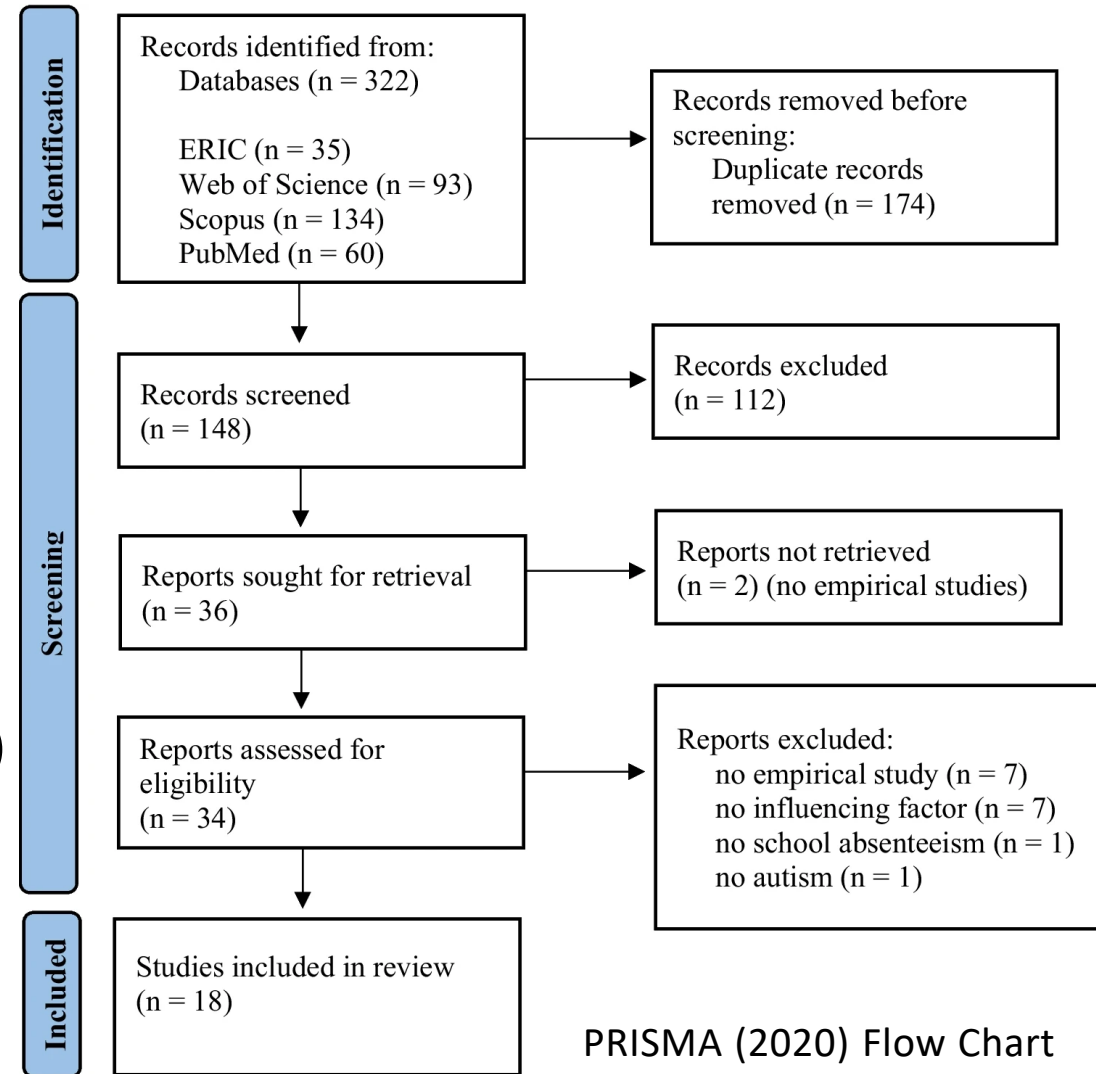 Identification
Records identified from:
Databases (n = 322)
ERIC (n = 35)
Web of Science (n = 93)
Scopus (n = 134)
PubMed (n = 60)
Records removed before
screening:
Duplicate records
removed (n = 174)
Screening
Records screened
(n = 148)
Records excluded
(n = 112)
Reports sought for retrieval
(n = 36)
Reports not retrieved
(n = 2) (no empirical studies)
)
Reports assessed for
eligibility
(n = 34)
Reports excluded:
no empirical study (n = 7)
no influencing factor (n = 7)
no school absenteeism (n = 1)
no autism (n = 1)
Included
Studies included in review
(n = 18)
PRISMA (2020) Flow Chart